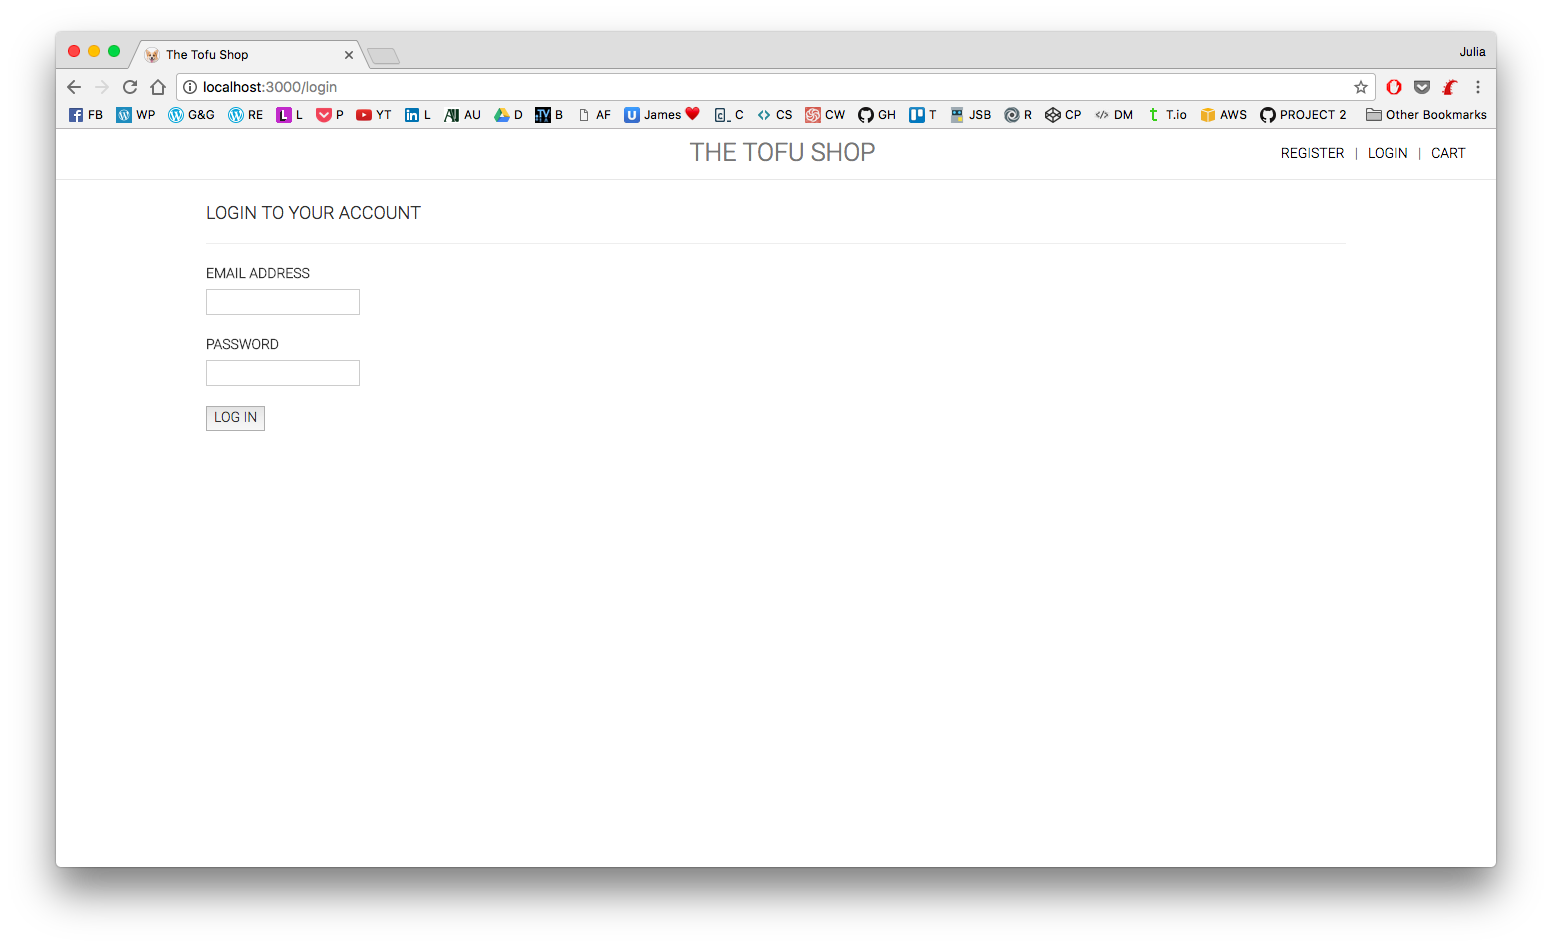 The Tofu Shop
Julia
localhost:3000/login
FB WP G&G RE L P YT L AU D B AF James C CS CW GH T JSB R CP DM T.io AWS PROJECT 2 Other Bookmarks
THE TOFU SHOP
REGISTER | LOGIN | CART
LOGIN TO YOUR ACCOUNT
EMAIL ADDRESS
PASSWORD
LOG IN